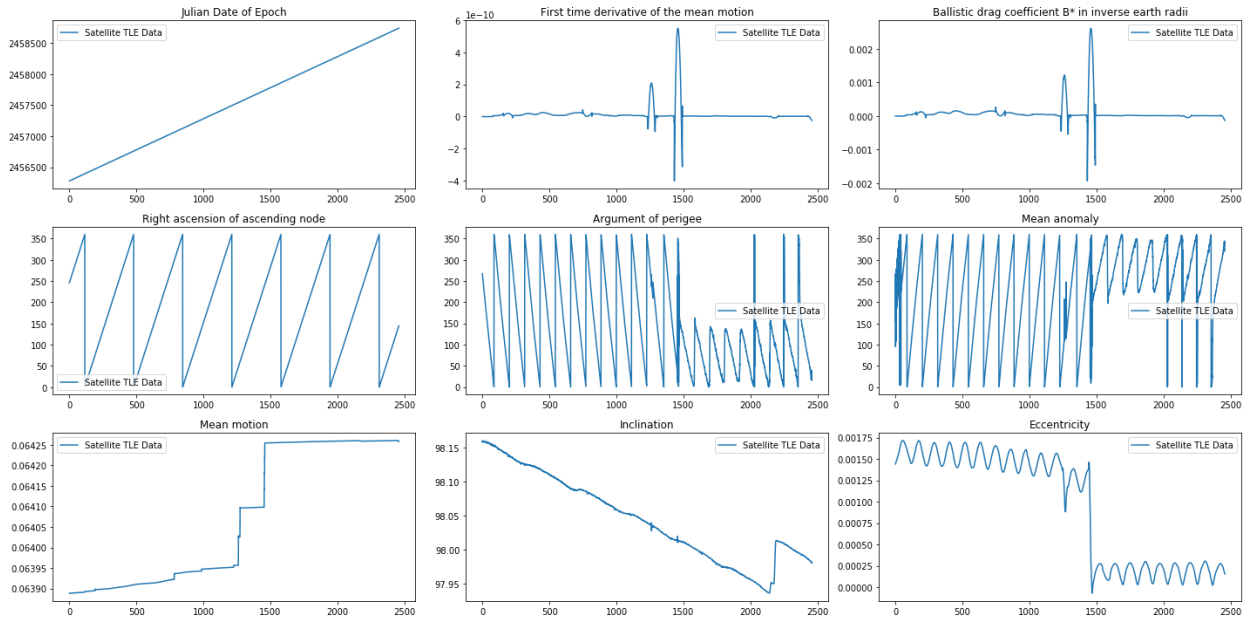 Julian Date of Epoch
Satellite TLE Data
2458500
2458000
2457500
2457000
2456500
0 500 1000 1500 2000 2500
First time derivative of the mean motion
1e−10
Satellite TLE Data
6
4
2
0
−2
−4
0 500 1000 1500 2000 2500
Ballistic drag coefficient B* in inverse earth radii
Satellite TLE Data
0.002
0.001
0.000
−0.001
−0.002
0 500 1000 1500 2000 2500
Right ascension of ascending node
350
300
250
200
150
100
50
0
Satellite TLE Data
0 500 1000 1500 2000 2500
Argument of perigee
350
300
250
200
150
100
50
0
Satellite TLE Data
0 500 1000 1500 2000 2500
Mean anomaly
350
300
250
200
150
100
50
0
Satellite TLE Data
0 500 1000 1500 2000 2500
Mean motion
Satellite TLE Data
0.06425
0.06420
0.06415
0.06410
0.06405
0.06400
0.06395
0.06390
0 500 1000 1500 2000 2500
Inclination
Satellite TLE Data
98.15
98.10
98.05
98.00
97.95
0 500 1000 1500 2000 2500
Eccentricity
Satellite TLE Data
0.00175
0.00150
0.00125
0.00100
0.00075
0.00050
0.00025
0.00000
0 500 1000 1500 2000 2500